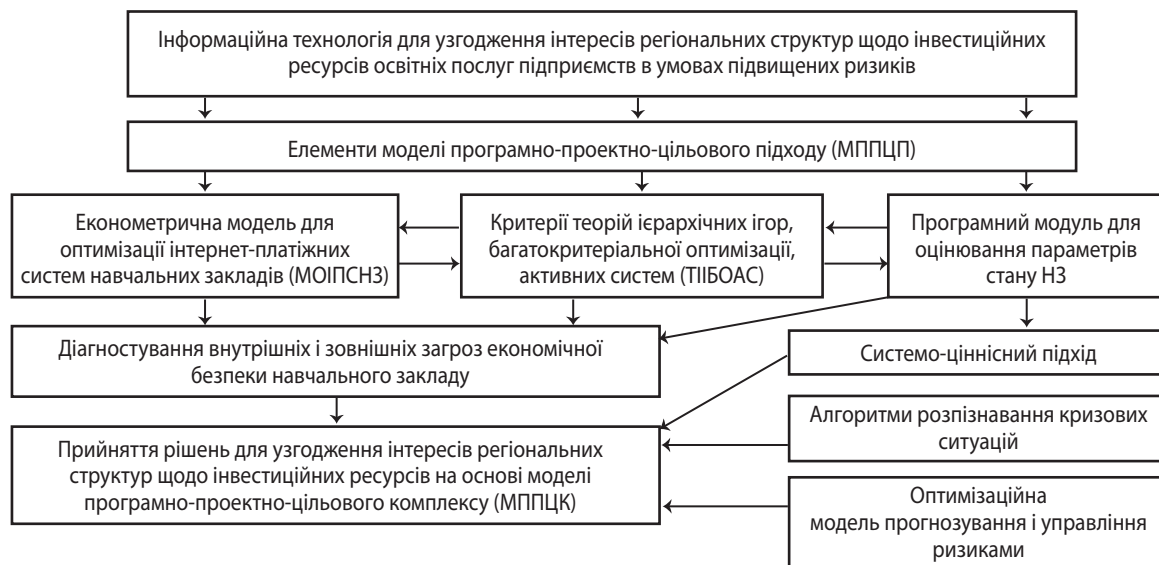 Інформаційна технологія для узгодження інтересів регіональних структур щодо інвестиційних
ресурсів освітніх послуг підприємств в умовах підвищених ризиків
Елементи моделі програмно-проектно-цільового підходу (МППЦП)
Економетрична модель для
оптимізації інтернет-платіжних
систем навчальних закладів (МОІПСНЗ)
Критерії теорій ієрархічних ігор,
багатокритеріальної оптимізації,
активних систем (ТІІБОАС)
Програмний модуль для
оцінювання параметрів
стану НЗ
Діагностування внутрішніх і зовнішніх загроз економічної
безпеки навчального закладу
Системо-ціннісний підхід
Алгоритми розпізнавання кризових
ситуацій
Прийняття рішень для узгодження інтересів регіональних
структур щодо інвестиційних ресурсів на основі моделі
програмно-проектно-цільового комплексу (МППЦК)
Оптимізаційна
модель прогнозування і управління
ризиками